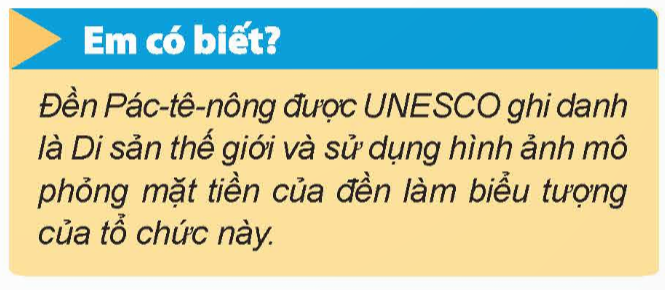 Em có biết?
Đền Pác-tê-nông được UNESCO ghi danh
là Di sản thế giới và sử dụng hình ảnh mô
phỏng mặt tiền của đền làm biểu tượng
của tổ chức này.